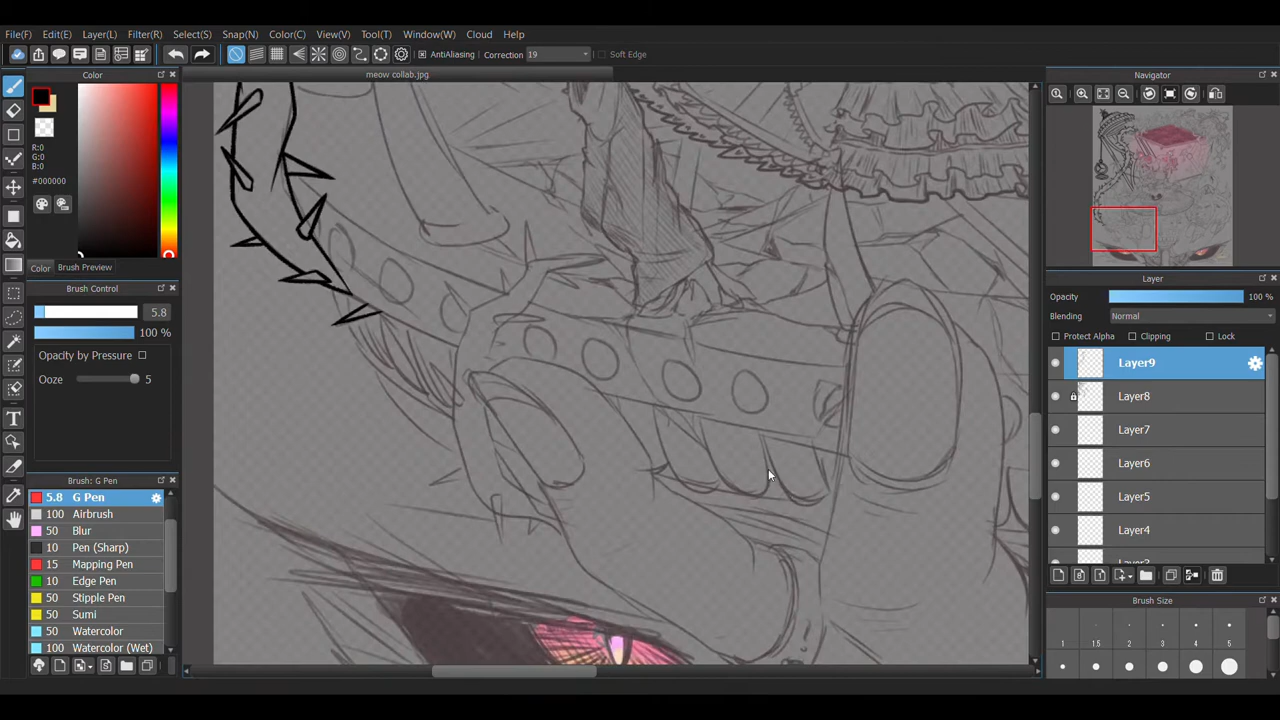 File(F) Edit(E) Layer(L) Filter(R) Select(S) Snap(N) Color(C) View(V) Tool(T) Window(W) Cloud Help
AntiAliasing Correction 19 Soft Edge
Color
meow collab.jpg
Navigator
R:0
G:0
B:0
#000000
Color Brush Preview
Brush Control
5.8
100 %
Opacity by Pressure
Ooze 5
Brush: G Pen
5.8 G Pen
100 Airbrush
50 Blur
10 Pen (Sharp)
15 Mapping Pen
10 Edge Pen
50 Stipple Pen
50 Sumi
50 Watercolor
100 Watercolor (Wet)
Layer
Opacity 100 %
Blending Normal
Protect Alpha Clipping Lock
Layer9
Layer8
Layer7
Layer6
Layer5
Layer4
Brush Size
1 1.5 2 3 4 5